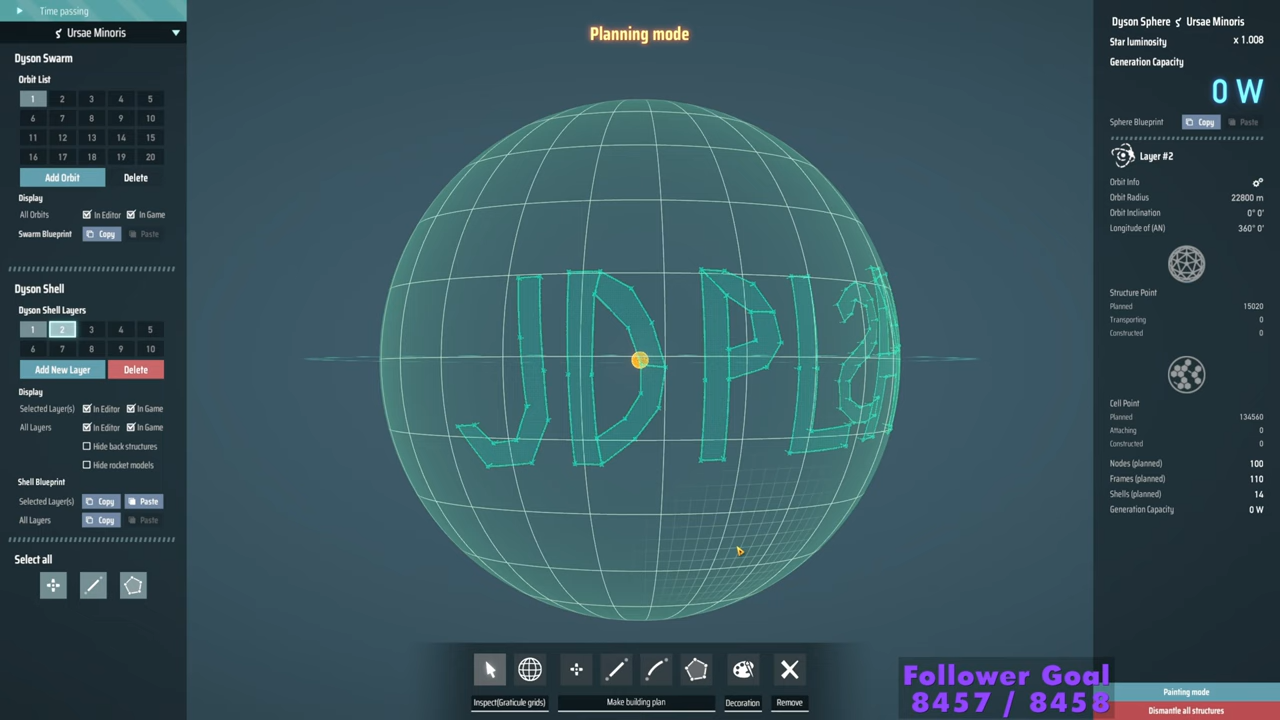 Time passing
Ursae Minoris
Dyson Swarm
Orbit List
1 2 3 4 5
6 7 8 9 10
11 12 13 14 15
16 17 18 19 20
Add Orbit Delete
Display
All Orbits In Editor In Game
Swarm Blueprint Copy Paste
Dyson Shell
Dyson Shell Layers
1 2 3 4 5
6 7 8 9 10
Add New Layer Delete
Display
Selected Layer(s) In Editor In Game
All Layers In Editor In Game
Hide back structures
Hide rocket models
Shell Blueprint
Selected Layer(s) Copy Paste
All Layers Copy Paste
Select all
Planning mode
JD PL
Inspect(Graticule grids) Make building plan Decoration Remove
Dyson Sphere Ursae Minoris
Star luminosity x 1.008
Generation Capacity
0 W
Sphere Blueprint Copy Paste
Layer #2
Orbit Info
Orbit Radius 22800 m
Orbit Inclination 0° 0'
Longitude of (AN) 360° 0'
Structure Point
Planned 15020
Transporting 0
Constructed 0
Cell Point
Planned 134560
Attaching 0
Constructed 0
Nodes (planned) 100
Frames (planned) 110
Shells (planned) 14
Generation Capacity 0 W
Follower Goal
8457 / 8458
Painting mode
Dismantle all structures